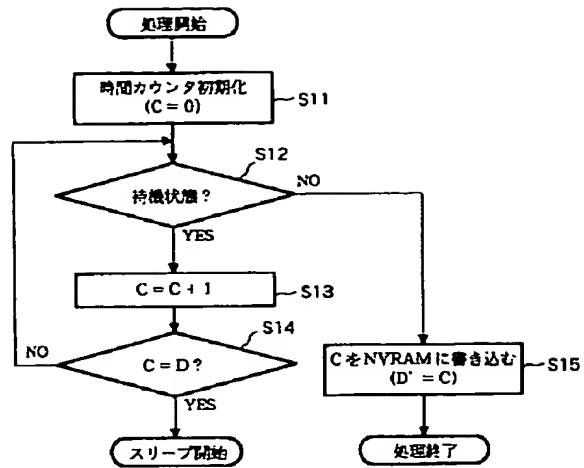 処理開始
時間カウンタ初期化
(C = 0)
S11
S12
待機状態?
NO
YES
C = C + 1
S13
S14
C = D?
NO
YES
CをNVRAMに書き込む
(D' = C)
S15
スリープ開始
処理終了